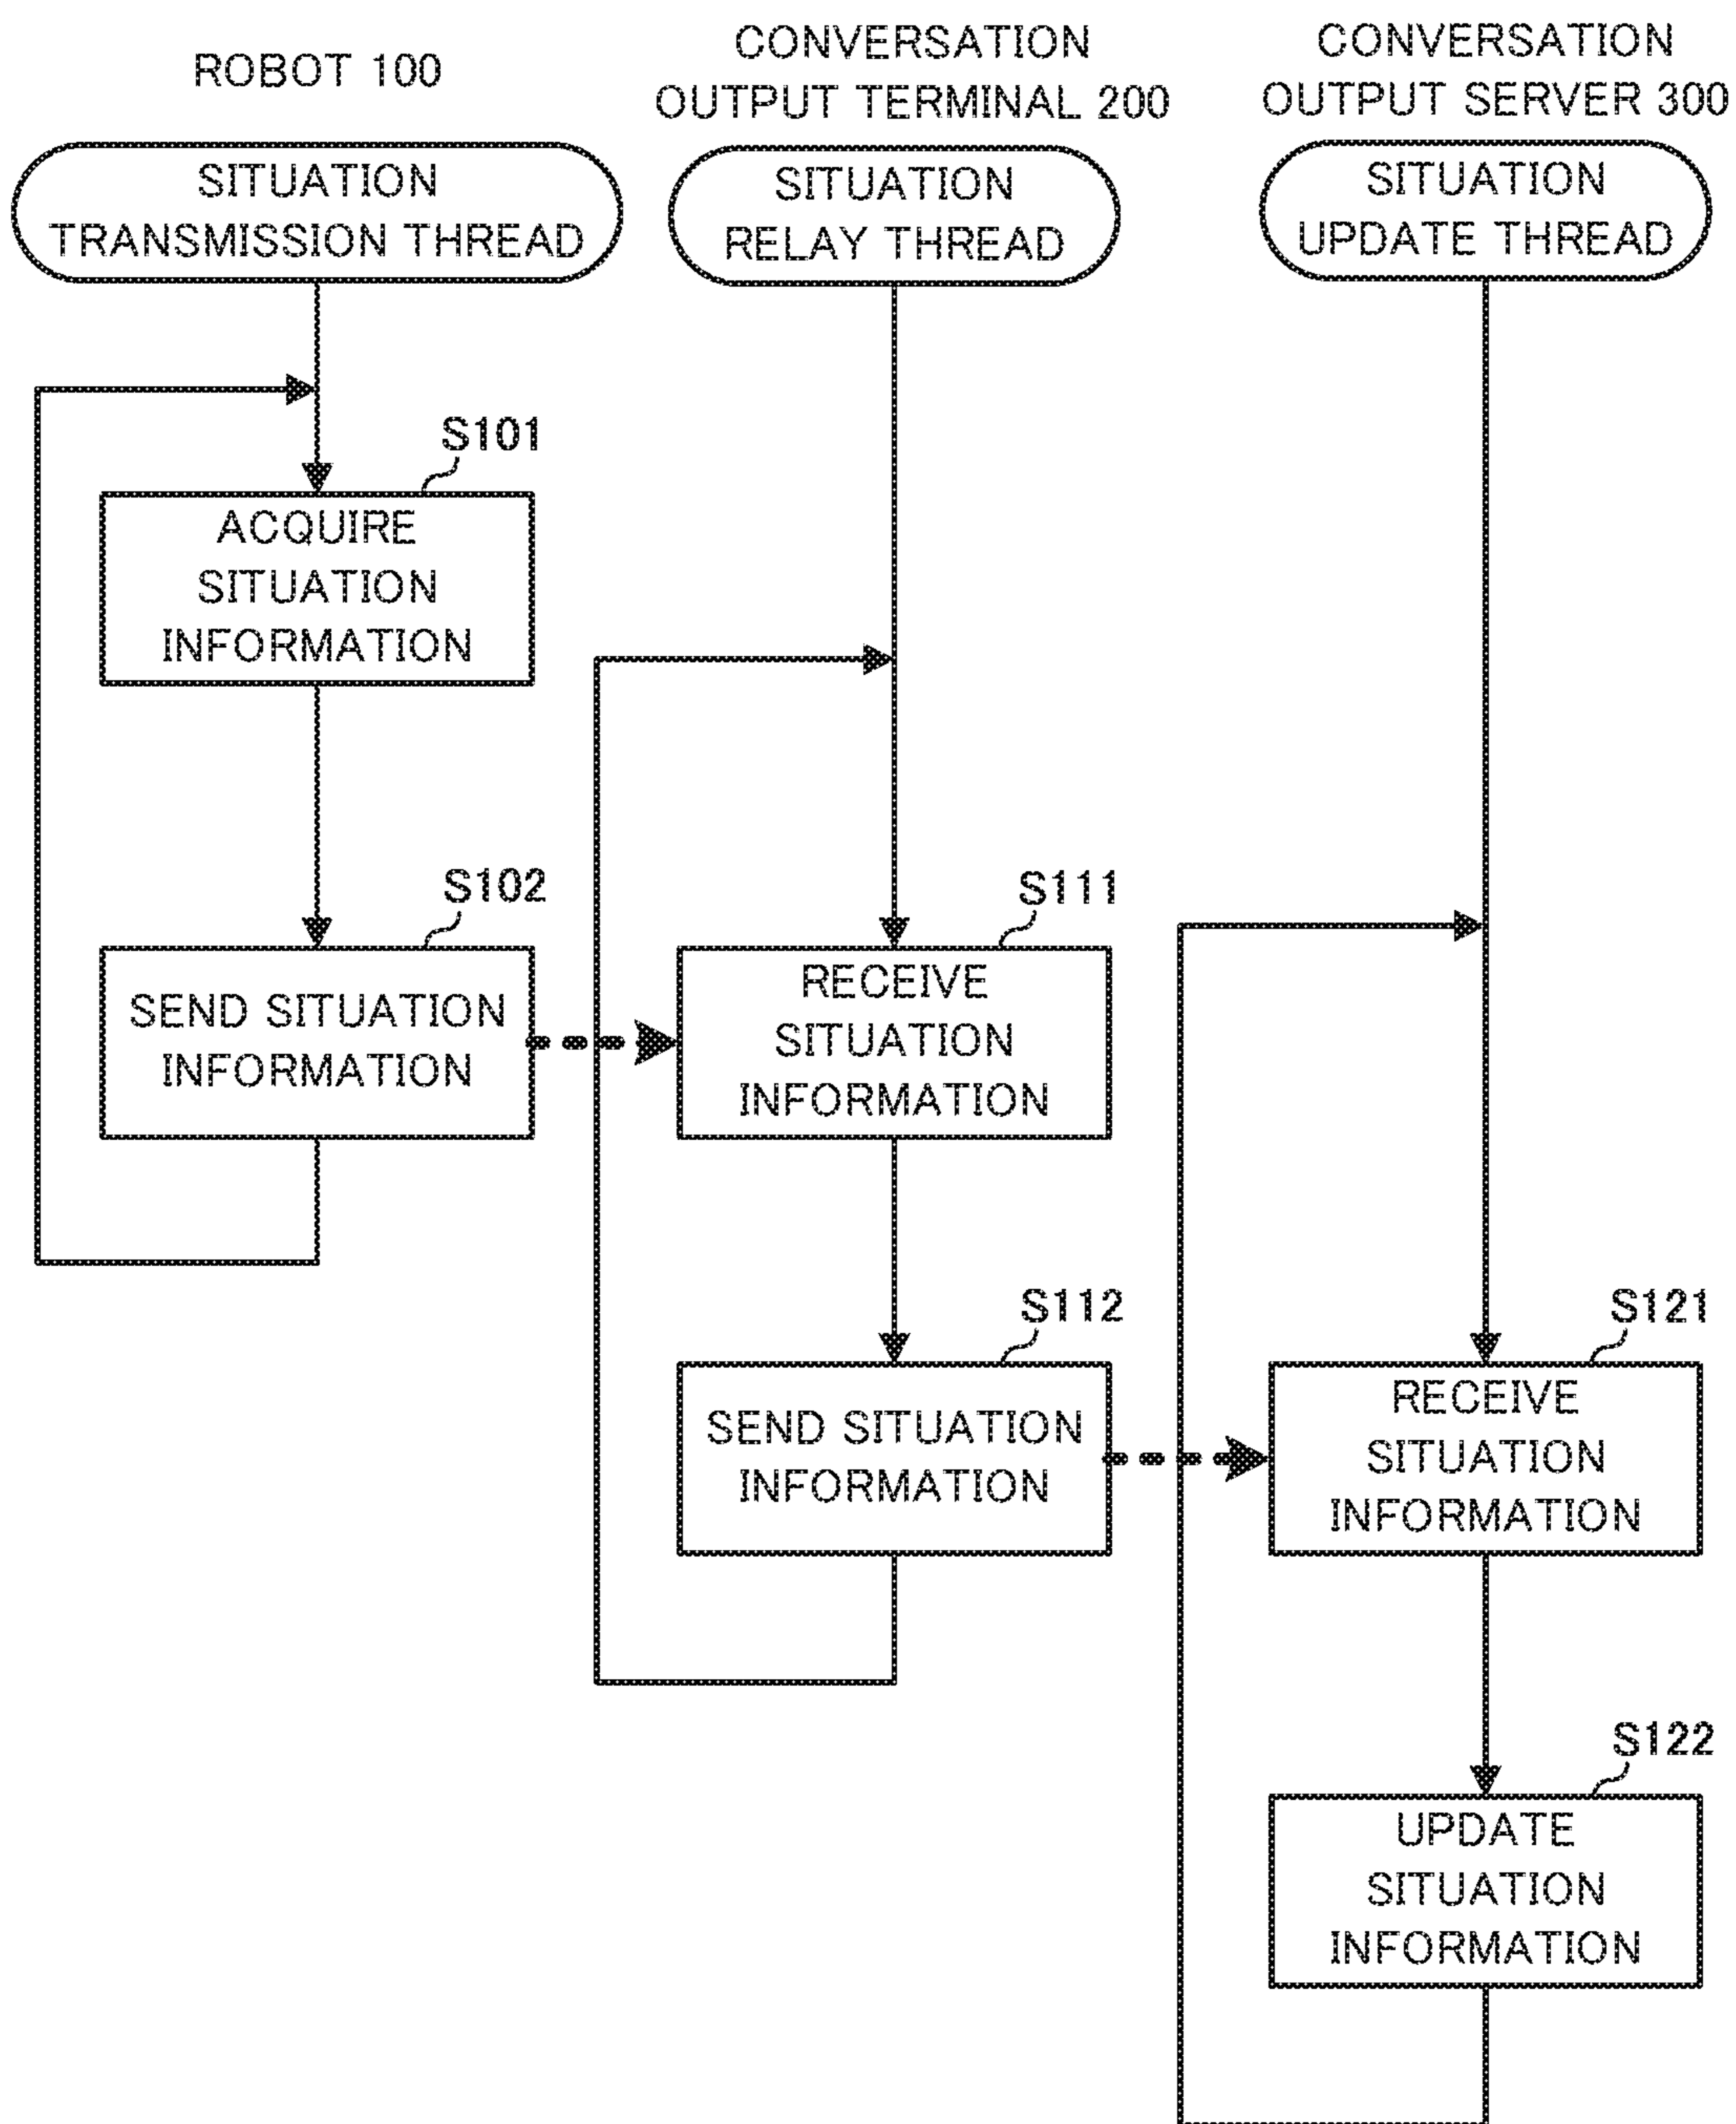 ROBOT 100
CONVERSATION
OUTPUT TERMINAL 200
CONVERSATION
OUTPUT SERVER 300
SITUATION
TRANSMISSION THREAD
SITUATION
RELAY THREAD
SITUATION
UPDATE THREAD
S101
ACQUIRE
SITUATION
INFORMATION
S102
SEND SITUATION
INFORMATION
S111
RECEIVE
SITUATION
INFORMATION
S112
SEND SITUATION
INFORMATION
S121
RECEIVE
SITUATION
INFORMATION
S122
UPDATE
SITUATION
INFORMATION